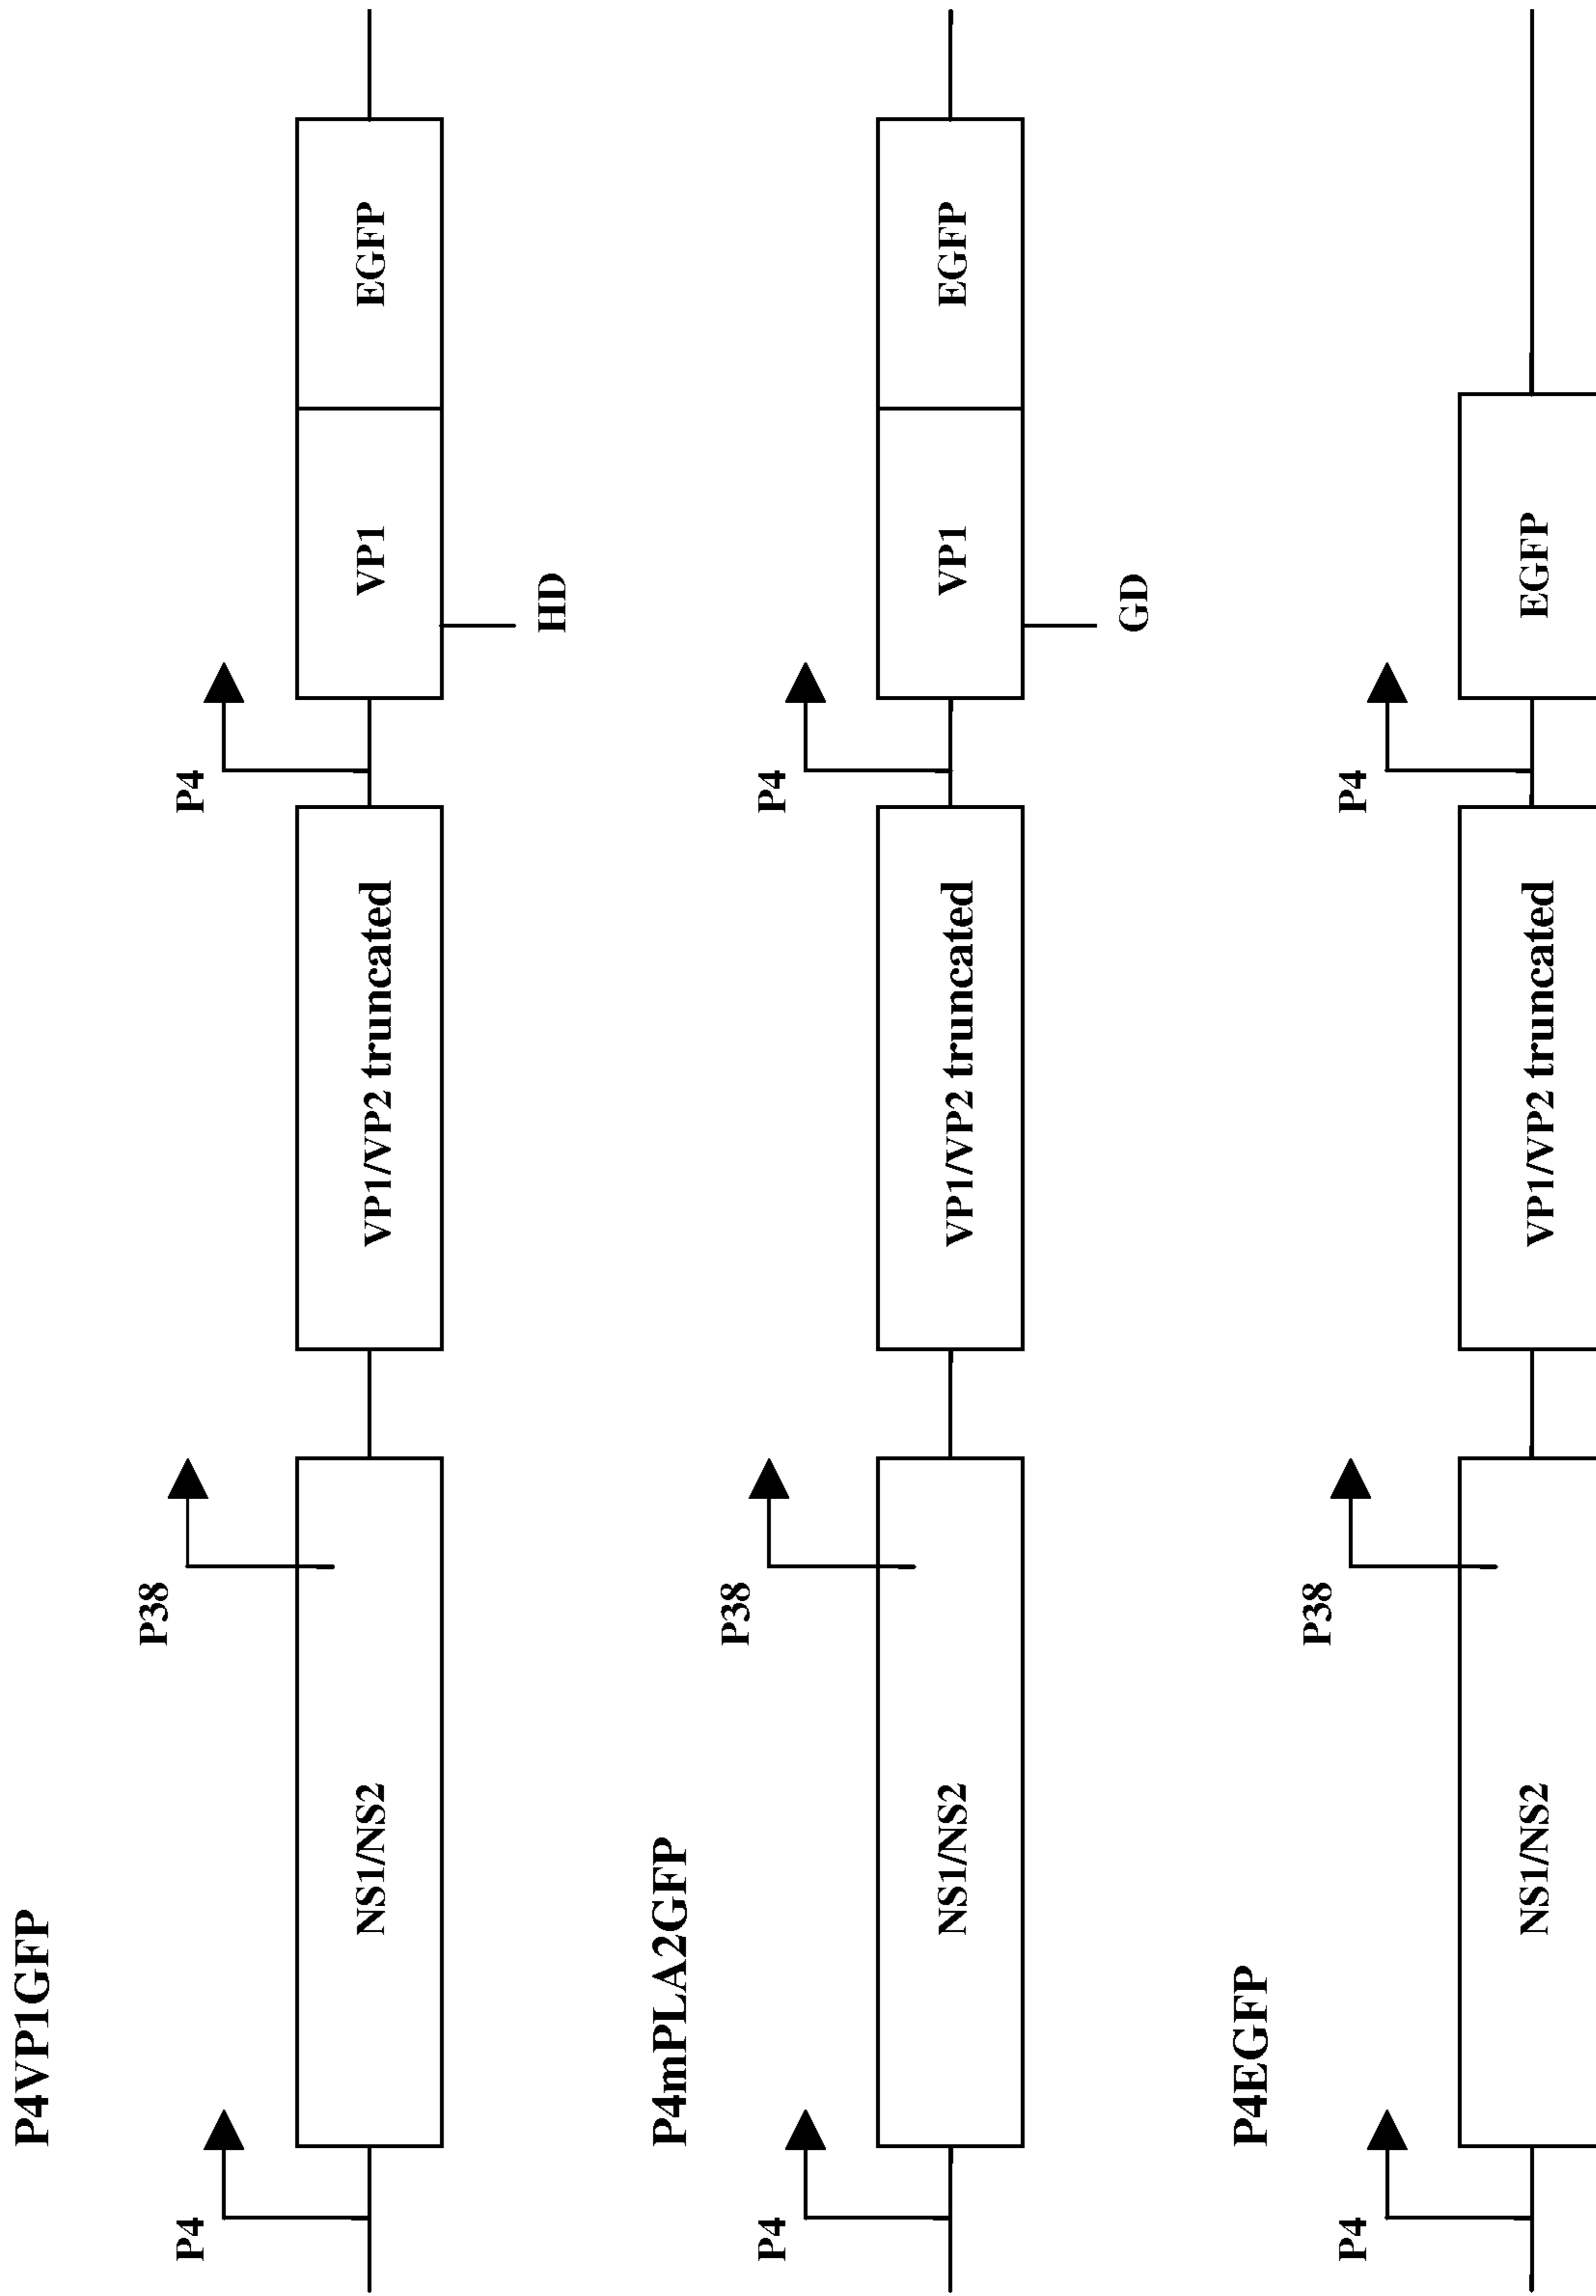 P4VP1GFP
P4
P38
P4
NS1/NS2
VP1/VP2 truncated
VP1
EGFP
HD
P4mPLA2GFP
P4
P38
P4
NS1/NS2
VP1/VP2 truncated
VP1
EGFP
GD
P4EGFP
P4
P38
P4
NS1/NS2
VP1/VP2 truncated
EGFP